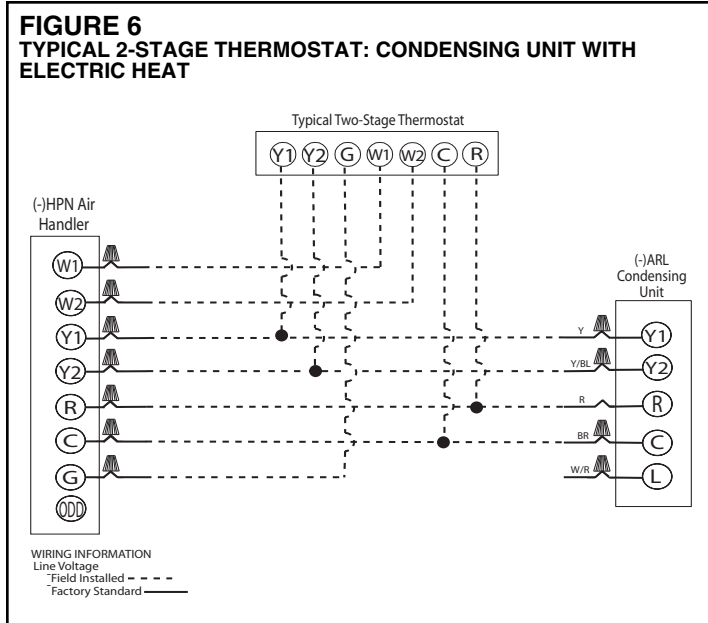 FIGURE 6
TYPICAL 2-STAGE THERMOSTAT: CONDENSING UNIT WITH
ELECTRIC HEAT
Typical Two-Stage Thermostat
Y1 Y2 G W1 W2 C R
(-)HPN Air
Handler
W1
W2
Y1
Y2
R
C
G
ODD
(-)ARL
Condensing
Unit
Y Y1
Y/BL Y2
R R
BR C
W/R L
WIRING INFORMATION
Line Voltage
-Field Installed
-Factory Standard